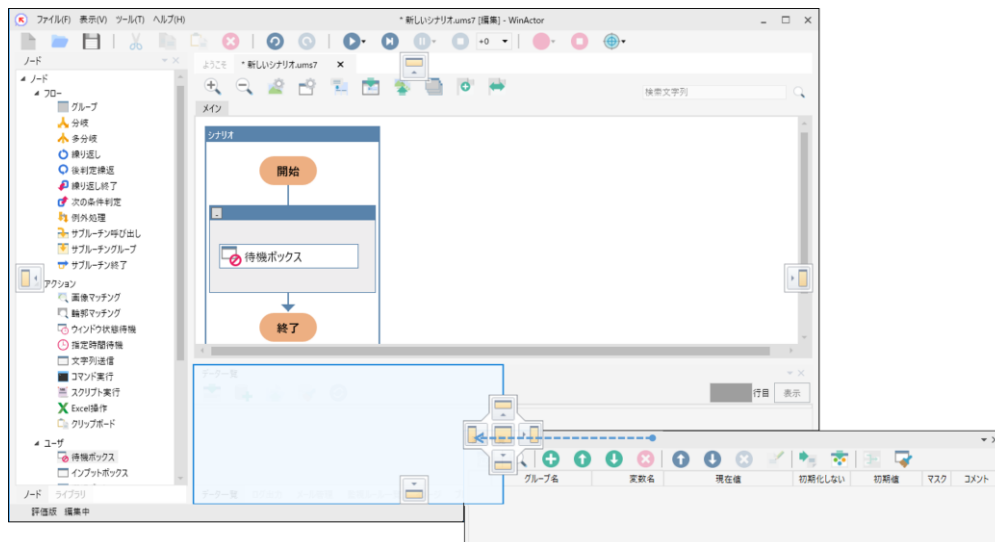 ファイル(F) 表示(V) ツール(T) ヘルプ(H)
* 新しいシナリオ.ums7 [編集] - WinActor
+0
ノード
ようこそ
* 新しいシナリオ.ums7
検索文字列
メイン
ノード
フロー
グループ
分岐
多分岐
繰り返し
後判定繰返
繰り返し終了
次の条件判定
例外処理
サブルーチン呼び出し
サブルーチングループ
サブルーチン終了
アクション
画像マッチング
輪郭マッチング
ウィンドウ状態待機
指定時間待機
文字列送信
コマンド実行
スクリプト実行
Excel操作
クリップボード
ユーザ
待機ボックス
インプットボックス
ノード ライブラリ
評価版 編集中
シナリオ
開始
待機ボックス
終了
データ一覧
行目 表示
データ一覧
グループ名 変数名 現在値 初期化しない 初期値 マスク コメント